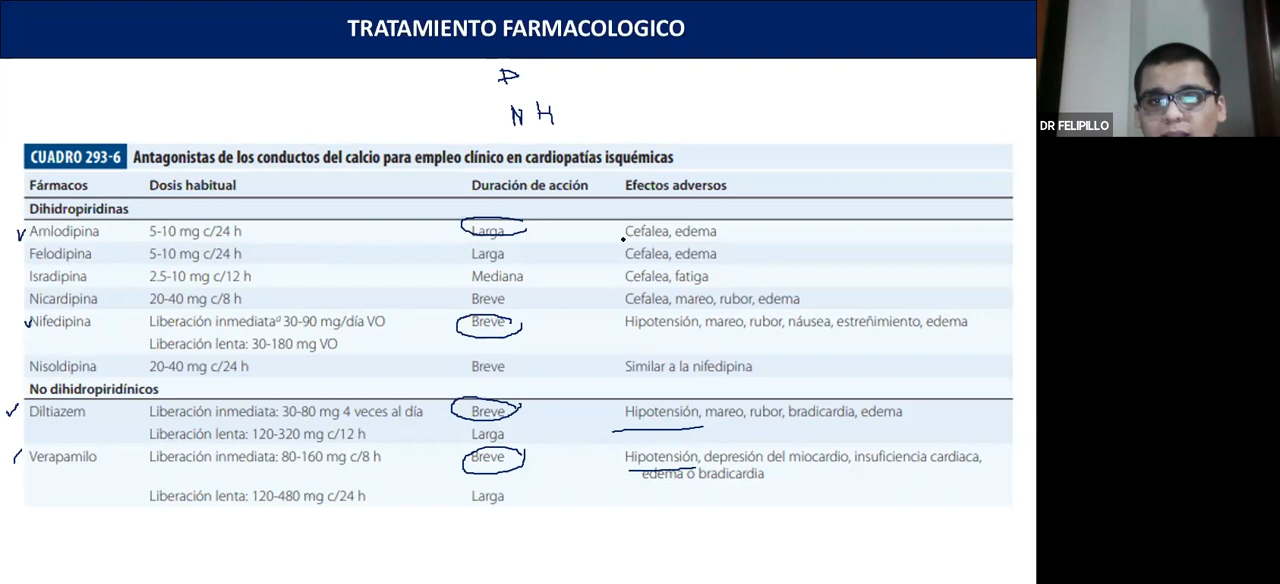 TRATAMIENTO FARMACOLOGICO
DR FELIPILLO
D
NH
CUADRO 293-6 Antagonistas de los conductos del calcio para empleo clínico en cardiopatías isquémicas
Fármacos Dosis habitual Duración de acción Efectos adversos
Dihidropiridinas
Amlodipina 5-10 mg c/24 h Larga Cefalea, edema
Felodipina 5-10 mg c/24 h Larga Cefalea, edema
Isradipina 2.5-10 mg c/12 h Mediana Cefalea, fatiga
Nicardipina 20-40 mg c/8 h Breve Cefalea, mareo, rubor, edema
Nifedipina Liberación inmediataᵈ 30-90 mg/día VO Breve Hipotensión, mareo, rubor, náusea, estreñimiento, edema
Liberación lenta: 30-180 mg VO
Nisoldipina 20-40 mg c/24 h Breve Similar a la nifedipina
No dihidropiridínicos
Diltiazem Liberación inmediata: 30-80 mg 4 veces al día Breve Hipotensión, mareo, rubor, bradicardia, edema
Liberación lenta: 120-320 mg c/12 h Larga
Verapamilo Liberación inmediata: 80-160 mg c/8 h Breve Hipotensión, depresión del miocardio, insuficiencia cardiaca,
edema o bradicardia
Liberación lenta: 120-480 mg c/24 h Larga